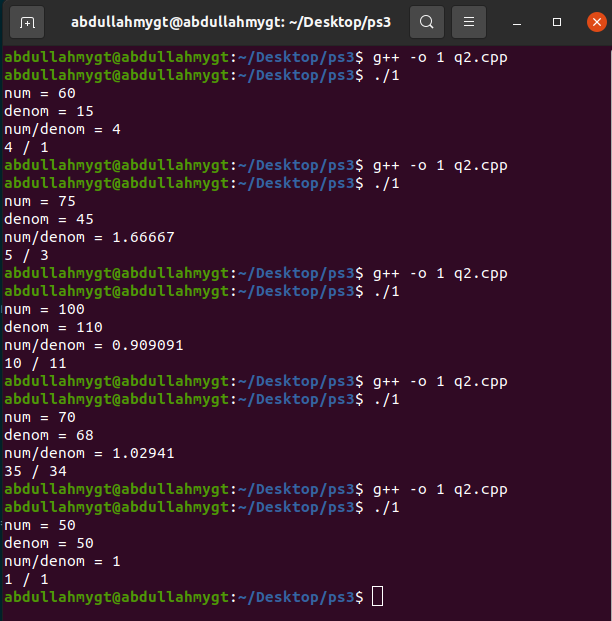 abdullahmygt@abdullahmygt: ~/Desktop/ps3
abdullahmygt@abdullahmygt:~/Desktop/ps3$ g++ -o 1 q2.cpp
abdullahmygt@abdullahmygt:~/Desktop/ps3$ ./1
num = 60
denom = 15
num/denom = 4
4 / 1
abdullahmygt@abdullahmygt:~/Desktop/ps3$ g++ -o 1 q2.cpp
abdullahmygt@abdullahmygt:~/Desktop/ps3$ ./1
num = 75
denom = 45
num/denom = 1.66667
5 / 3
abdullahmygt@abdullahmygt:~/Desktop/ps3$ g++ -o 1 q2.cpp
abdullahmygt@abdullahmygt:~/Desktop/ps3$ ./1
num = 100
denom = 110
num/denom = 0.909091
10 / 11
abdullahmygt@abdullahmygt:~/Desktop/ps3$ g++ -o 1 q2.cpp
abdullahmygt@abdullahmygt:~/Desktop/ps3$ ./1
num = 70
denom = 68
num/denom = 1.02941
35 / 34
abdullahmygt@abdullahmygt:~/Desktop/ps3$ g++ -o 1 q2.cpp
abdullahmygt@abdullahmygt:~/Desktop/ps3$ ./1
num = 50
denom = 50
num/denom = 1
1 / 1
abdullahmygt@abdullahmygt:~/Desktop/ps3$